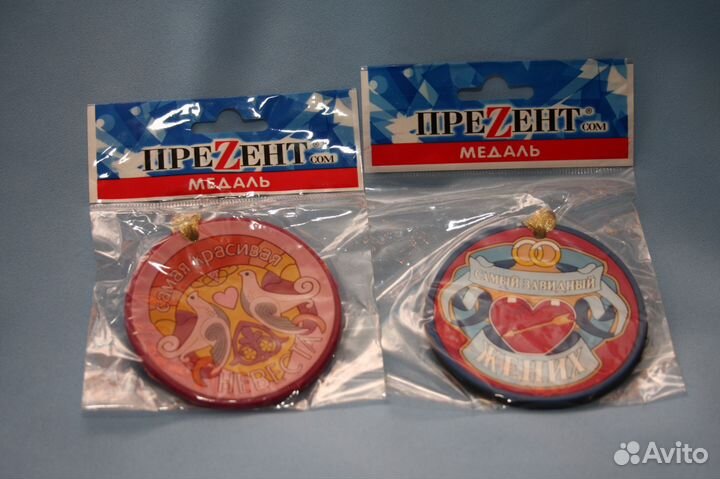 ПРЕZЕНТ®
COM
МЕДАЛЬ
самая красивая
НЕВЕСТА
ПРЕZЕНТ®
COM
МЕДАЛЬ
САМЫЙ ЗАВИДНЫЙ
ЖЕНИХ
Avito